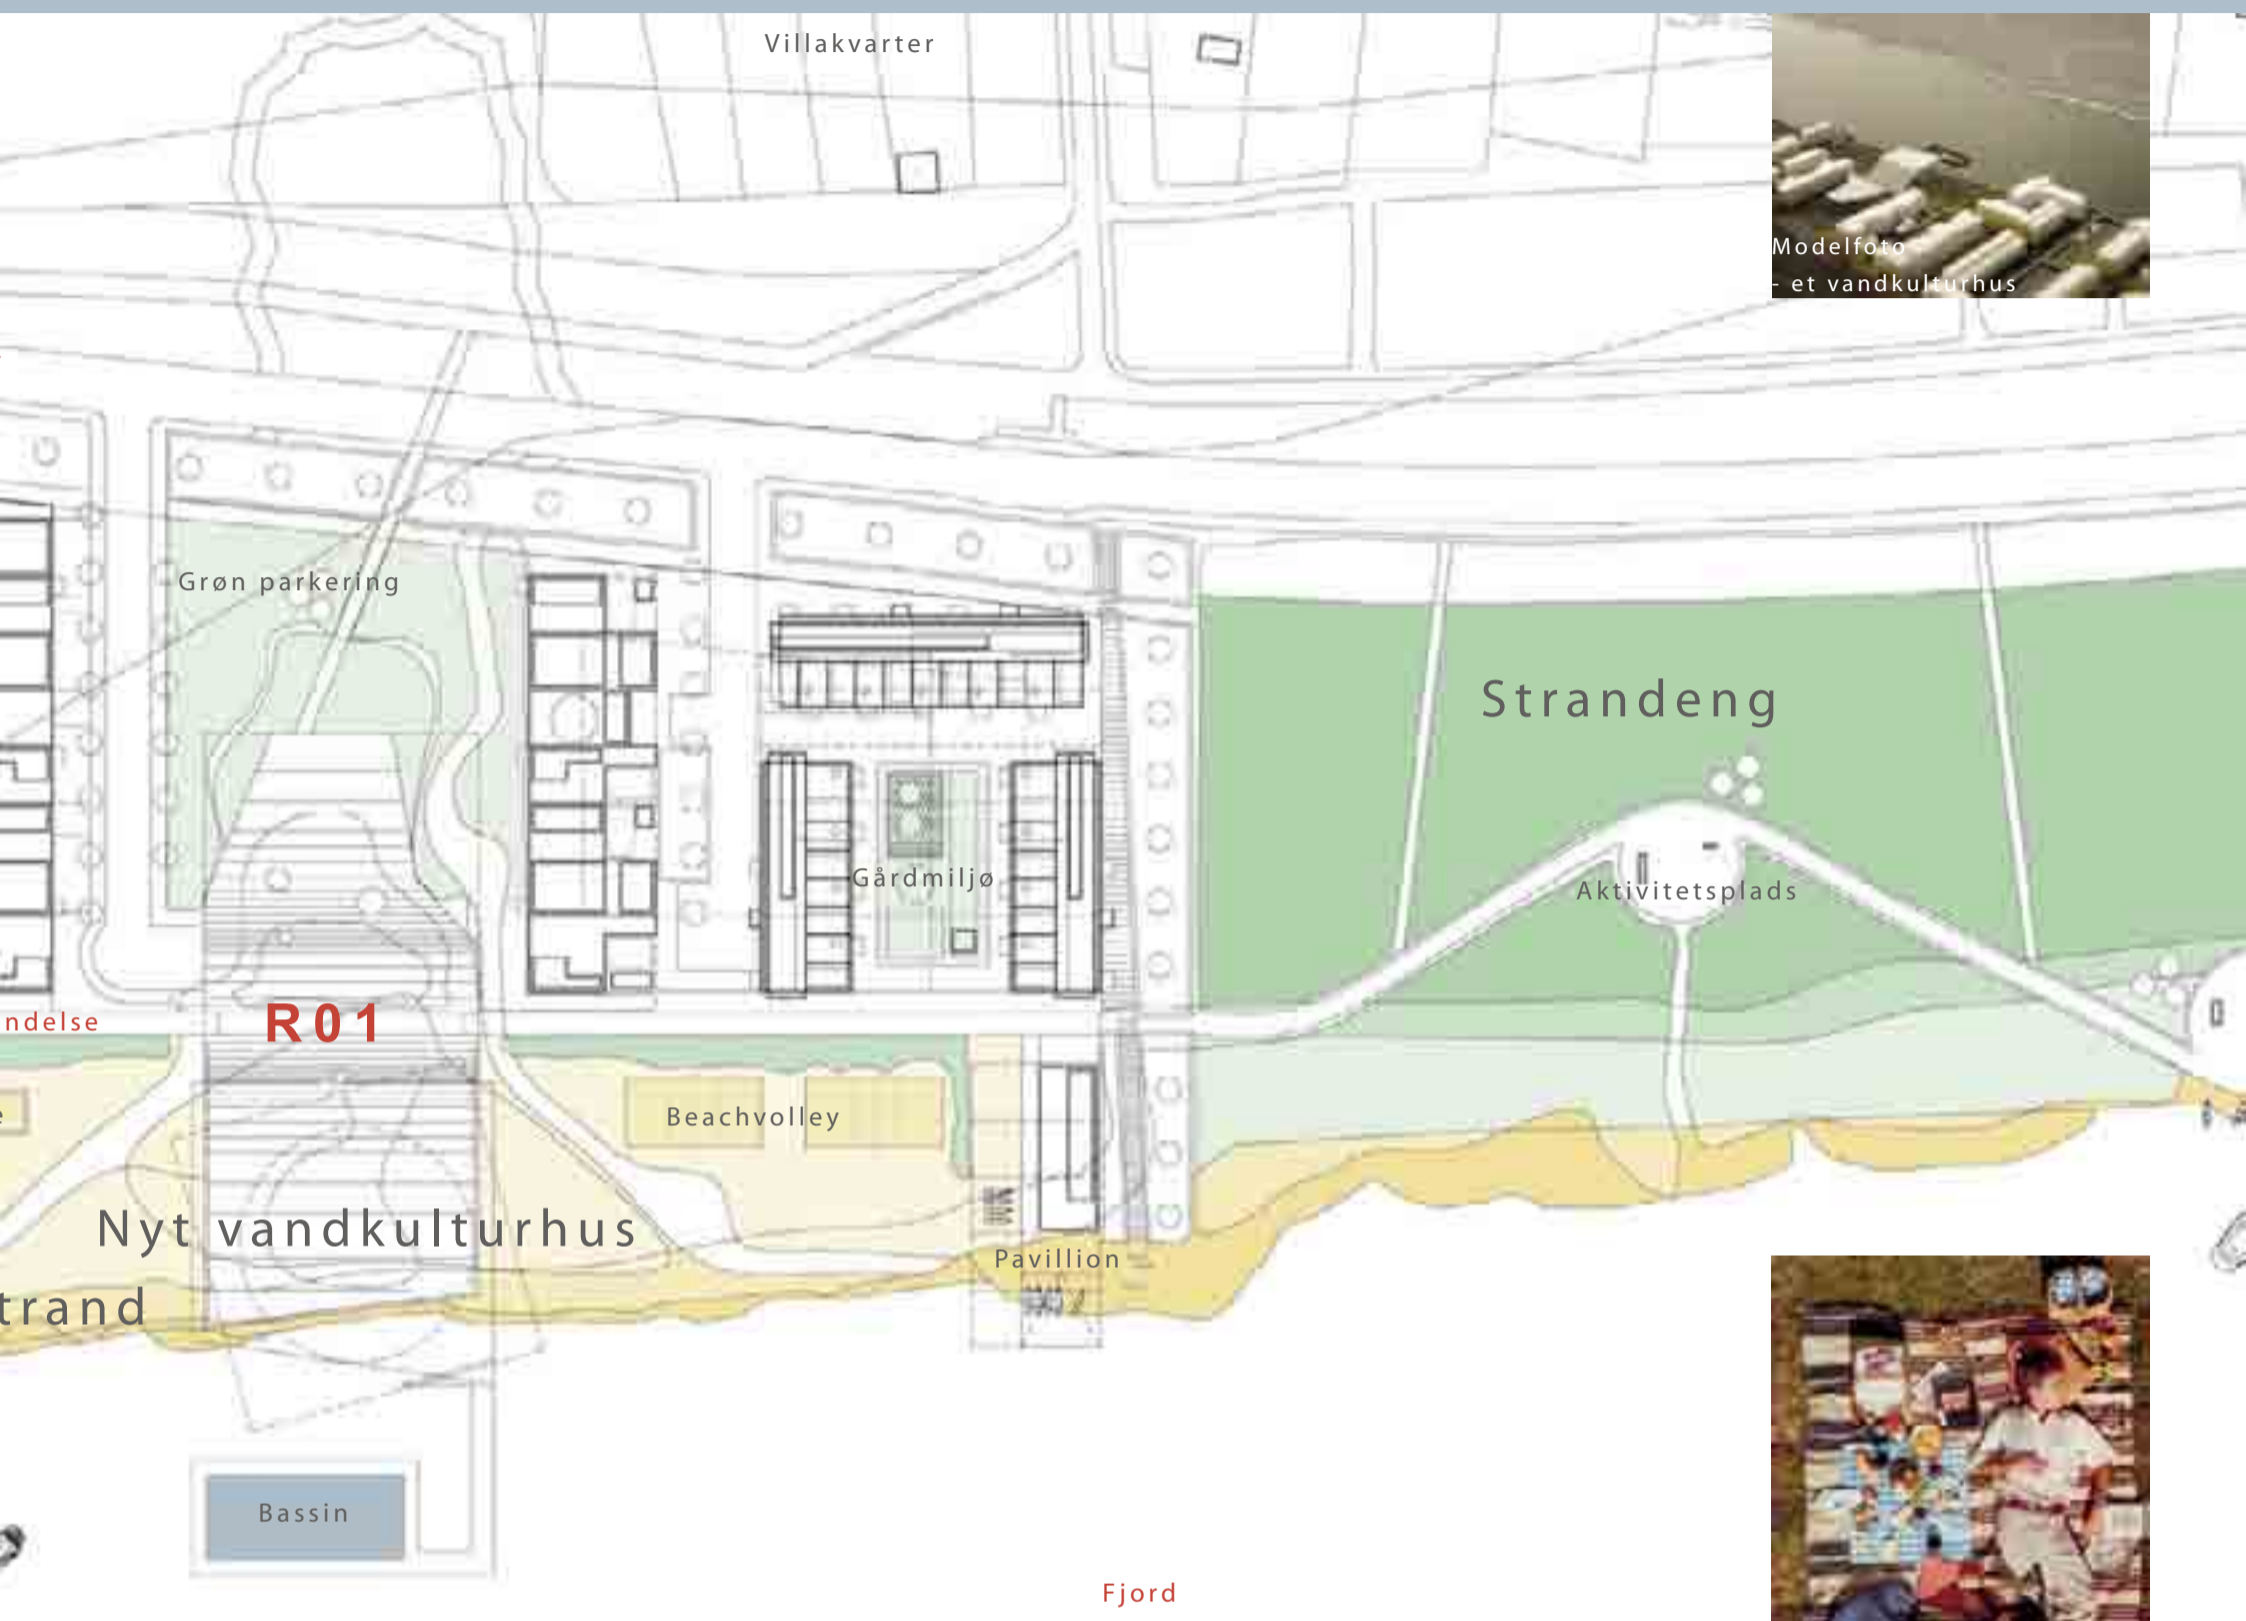 Villakvarter
Modelfoto
- et vandkulturhus
Grøn parkering
Strandeng
Gårdmiljø
Aktivitetsplads
ndelse
R01
e
Beachvolley
Nyt vandkulturhus
Pavillion
trand
Bassin
Fjord